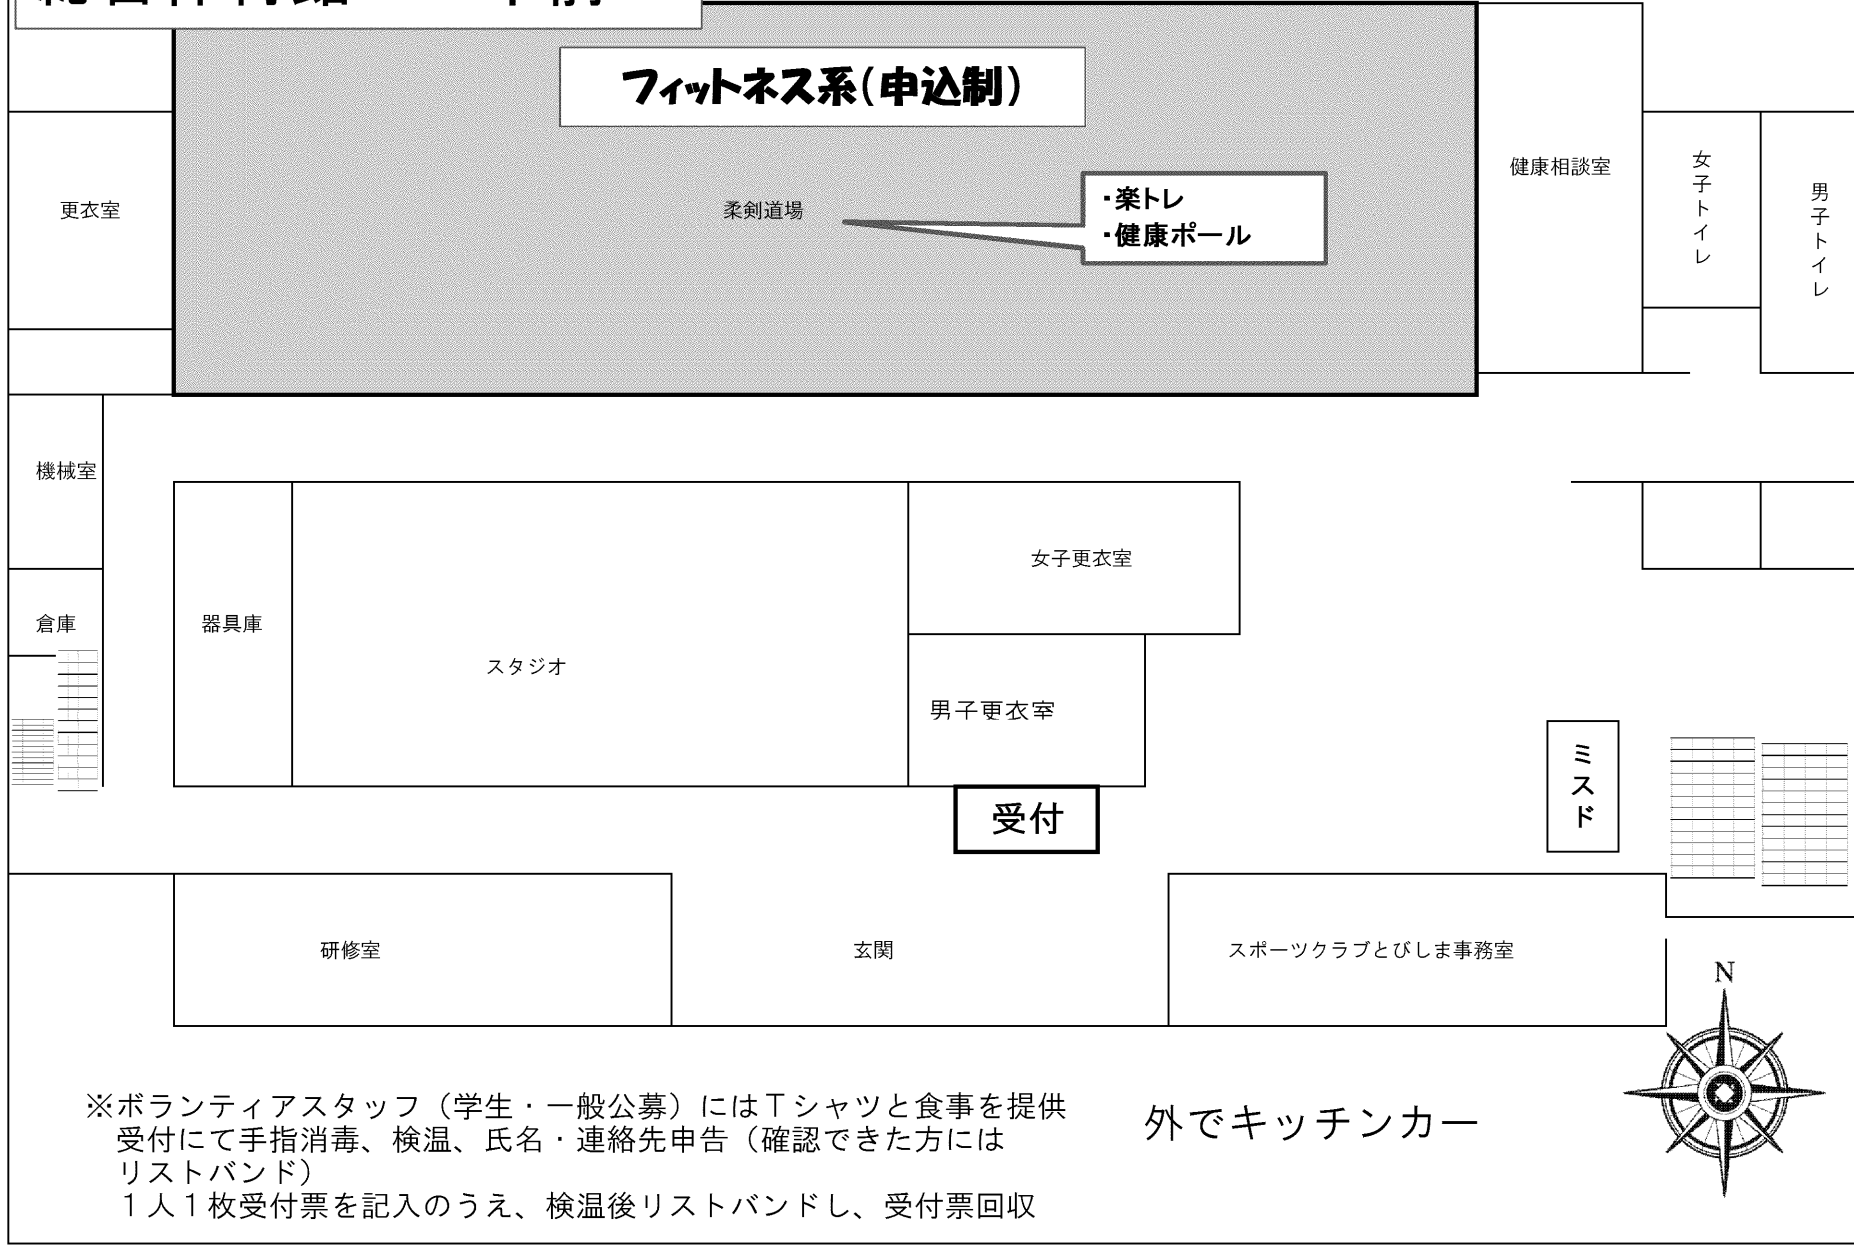 フィットネス系(申込制)
健康相談室
女子トイレ
男子トイレ
更衣室
柔剣道場
・楽トレ
・健康ポール
機械室
女子更衣室
倉庫
器具庫
スタジオ
男子更衣室
ミスド
受付
研修室
玄関
スポーツクラブとびしま事務室
N
※ボランティアスタッフ（学生・一般公募）にはＴシャツと食事を提供
受付にて手指消毒、検温、氏名・連絡先申告（確認できた方には
リストバンド）
１人１枚受付票を記入のうえ、検温後リストバンドし、受付票回収
外でキッチンカー